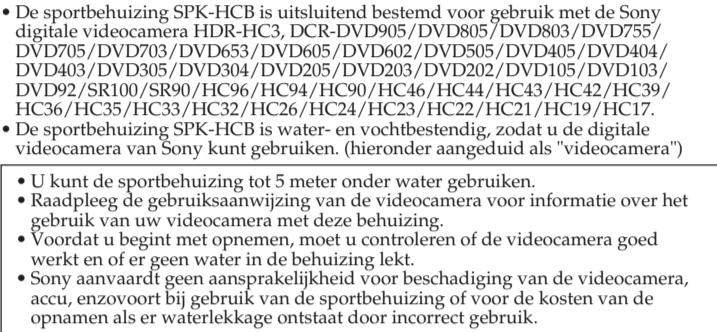 • De sportbehuizing SPK-HCB is uitsluitend bestemd voor gebruik met de Sony
digitale videocamera HDR-HC3, DCR-DVD905/DVD805/DVD803/DVD755/
DVD705/DVD703/DVD653/DVD605/DVD602/DVD505/DVD405/DVD404/
DVD403/DVD305/DVD304/DVD205/DVD203/DVD202/DVD105/DVD103/
DVD92/SR100/SR90/HC96/HC94/HC90/HC46/HC44/HC43/HC42/HC39/
HC36/HC35/HC33/HC32/HC26/HC24/HC23/HC22/HC21/HC19/HC17.
• De sportbehuizing SPK-HCB is water- en vochtbestendig, zodat u de digitale
videocamera van Sony kunt gebruiken. (hieronder aangeduid als "videocamera")
• U kunt de sportbehuizing tot 5 meter onder water gebruiken.
• Raadpleeg de gebruiksaanwijzing van de videocamera voor informatie over het
gebruik van uw videocamera met deze behuizing.
• Voordat u begint met opnemen, moet u controleren of de videocamera goed
werkt en of er geen water in de behuizing lekt.
• Sony aanvaardt geen aansprakelijkheid voor beschadiging van de videocamera,
accu, enzovoort bij gebruik van de sportbehuizing of voor de kosten van de
opnamen als er waterlekkage ontstaat door incorrect gebruik.